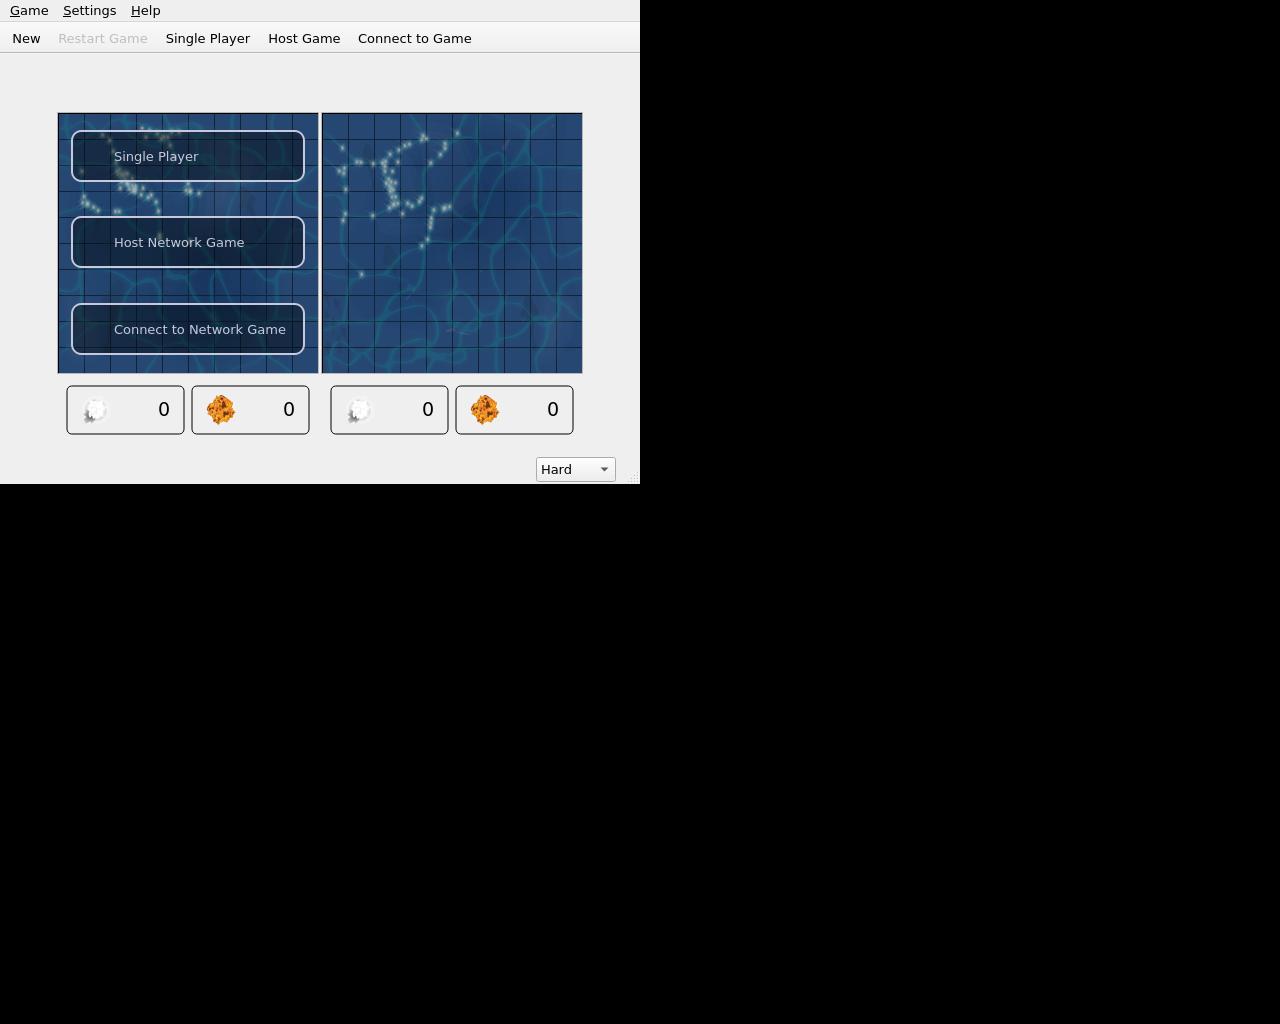 Game Settings Help
New Restart Game Single Player Host Game Connect to Game
Single Player
Host Network Game
Connect to Network Game
0 0 0 0
Hard